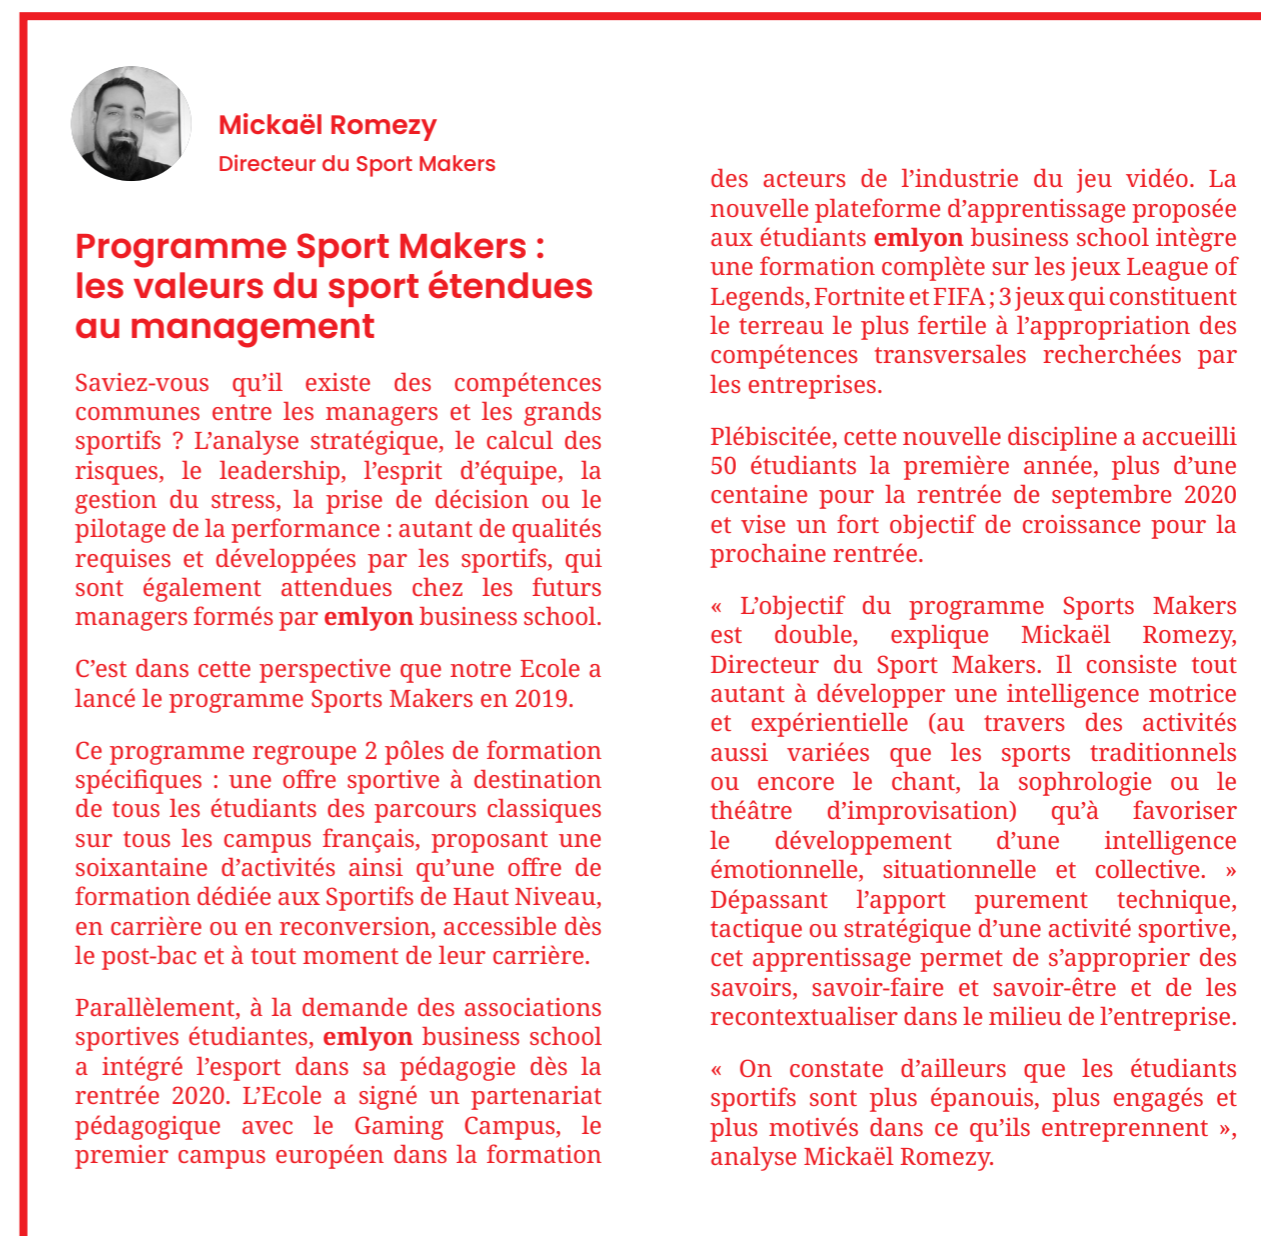 Mickaël Romezy
Directeur du Sport Makers
Programme Sport Makers :
les valeurs du sport étendues
au management
Saviez-vous qu’il existe des compétences
communes entre les managers et les grands
sportifs ? L’analyse stratégique, le calcul des
risques, le leadership, l’esprit d’équipe, la
gestion du stress, la prise de décision ou le
pilotage de la performance : autant de qualités
requises et développées par les sportifs, qui
sont également attendues chez les futurs
managers formés par emlyon business school.
C’est dans cette perspective que notre Ecole a
lancé le programme Sports Makers en 2019.
Ce programme regroupe 2 pôles de formation
spécifiques : une offre sportive à destination
de tous les étudiants des parcours classiques
sur tous les campus français, proposant une
soixantaine d’activités ainsi qu’une offre de
formation dédiée aux Sportifs de Haut Niveau,
en carrière ou en reconversion, accessible dès
le post-bac et à tout moment de leur carrière.
Parallèlement, à la demande des associations
sportives étudiantes, emlyon business school
a intégré l’esport dans sa pédagogie dès la
rentrée 2020. L’Ecole a signé un partenariat
pédagogique avec le Gaming Campus, le
premier campus européen dans la formation
des acteurs de l’industrie du jeu vidéo. La
nouvelle plateforme d’apprentissage proposée
aux étudiants emlyon business school intègre
une formation complète sur les jeux League of
Legends, Fortnite et FIFA ; 3 jeux qui constituent
le terreau le plus fertile à l’appropriation des
compétences transversales recherchées par
les entreprises.
Plébiscitée, cette nouvelle discipline a accueilli
50 étudiants la première année, plus d’une
centaine pour la rentrée de septembre 2020
et vise un fort objectif de croissance pour la
prochaine rentrée.
« L’objectif du programme Sports Makers
est double, explique Mickaël Romezy,
Directeur du Sport Makers. Il consiste tout
autant à développer une intelligence motrice
et expérientielle (au travers des activités
aussi variées que les sports traditionnels
ou encore le chant, la sophrologie ou le
théâtre d’improvisation) qu’à favoriser
le développement d’une intelligence
émotionnelle, situationnelle et collective. »
Dépassant l’apport purement technique,
tactique ou stratégique d’une activité sportive,
cet apprentissage permet de s’approprier des
savoirs, savoir-faire et savoir-être et de les
recontextualiser dans le milieu de l’entreprise.
« On constate d’ailleurs que les étudiants
sportifs sont plus épanouis, plus engagés et
plus motivés dans ce qu’ils entreprennent »,
analyse Mickaël Romezy.